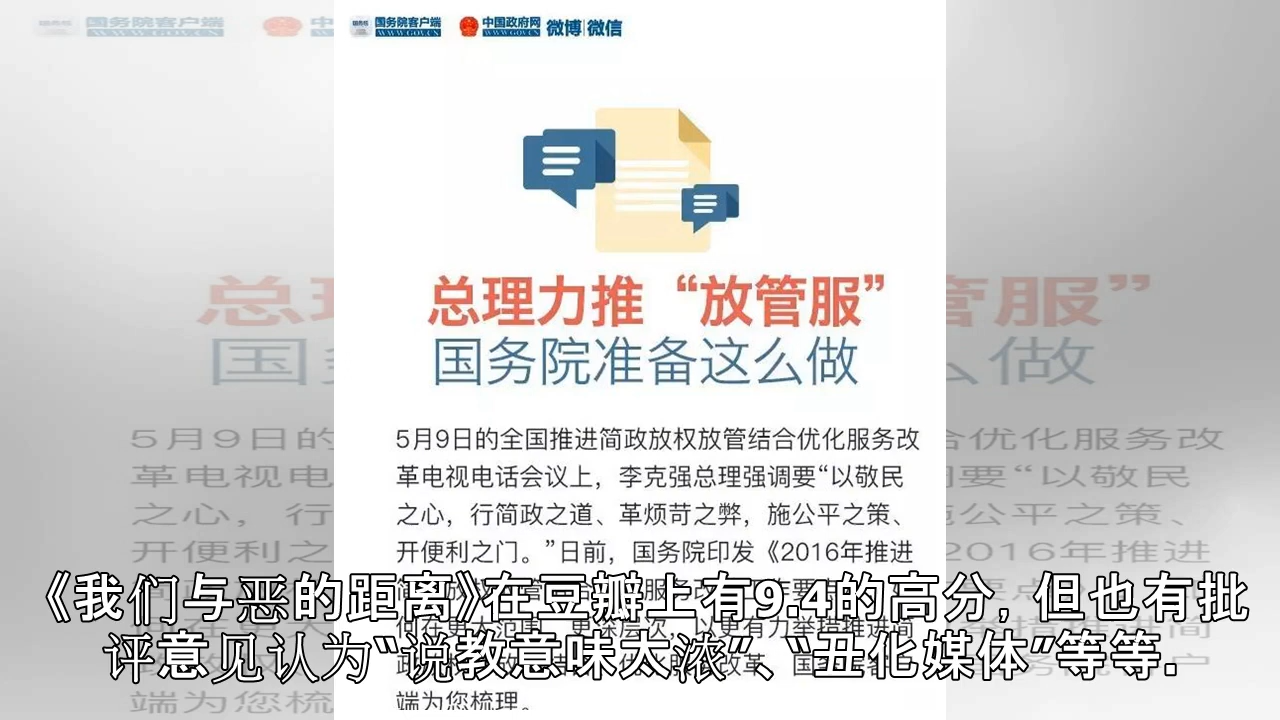 国务院客户端 中国政府网 微博|微信
WWW.GOV.CN WWW.GOV.CN
总理力推“放管服”
国务院准备这么做
5月9日的全国推进简政放权放管结合优化服务改
革电视电话会议上，李克强总理强调要“以敬民
之心，行简政之道、革烦苛之弊，施公平之策、
开便利之门。”日前，国务院印发《2016年推进
端为您梳理。
《我们与恶的距离》在豆瓣上有9.4的高分, 但也有批
评意见认为“说教意味太浓”、“丑化媒体”等等.